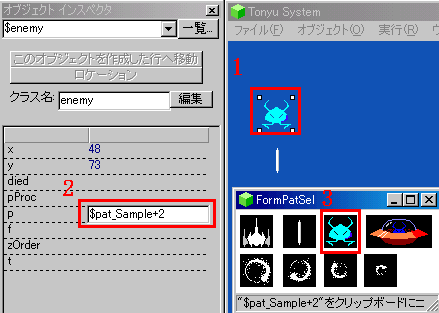 オブジェクト インスペクタ
$enemy
一覧...
このオブジェクトを作成した行へ移動
ロケーション
クラス名:
enemy
編集
x
48
y
73
died
2
pProc
p
$pat_Sample+2
f
zOrder
t
Tonyu System
ファイル(F) オブジェクト(O) 実行(R)
1
FormPatSel
3
"$pat_Sample+2"をクリップボードにニ